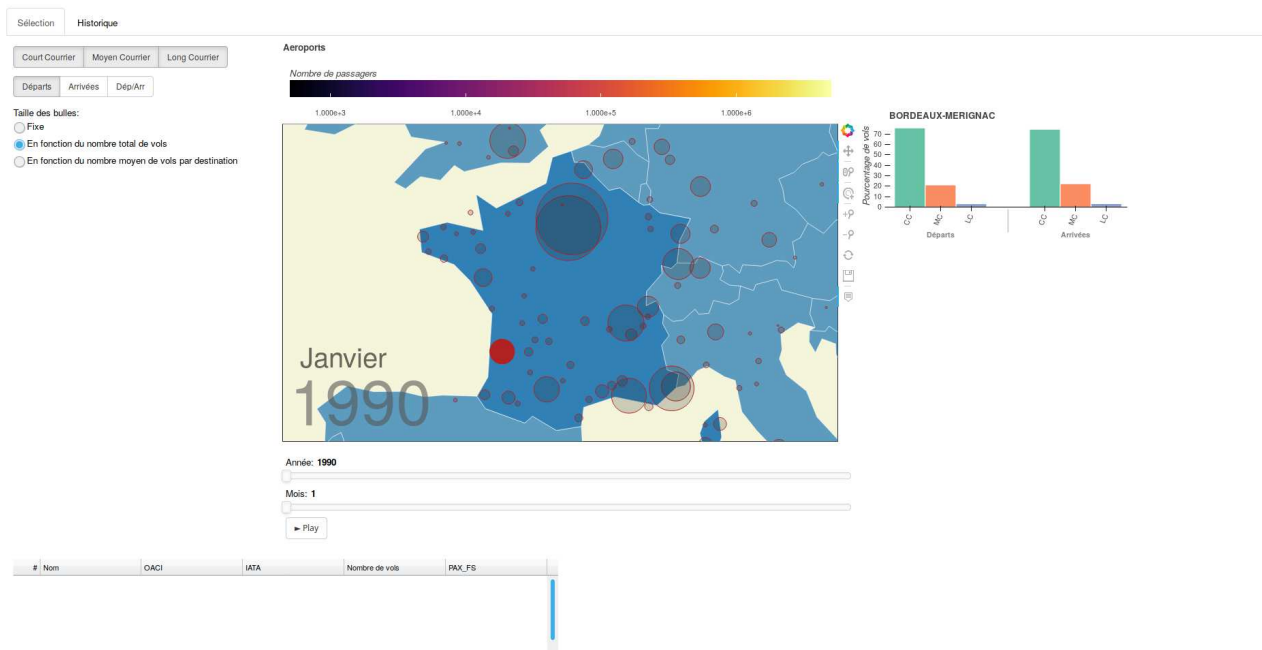 Sélection Historique
Court Courrier Moyen Courrier Long Courrier
Départs Arrivées Dép/Arr
Taille des bulles:
Fixe
En fonction du nombre total de vols
En fonction du nombre moyen de vols par destination
Aeroports
Nombre de passagers
1.000e+3 1.000e+4 1.000e+5 1.000e+6
Janvier
1990
BORDEAUX-MERIGNAC
Pourcentage de vols
70
60
50
40
30
20
10
0
CC MC LC CC MC LC
Départs Arrivées
Année: 1990
Mois: 1
► Play
# Nom OACI IATA Nombre de vols PAX_FS